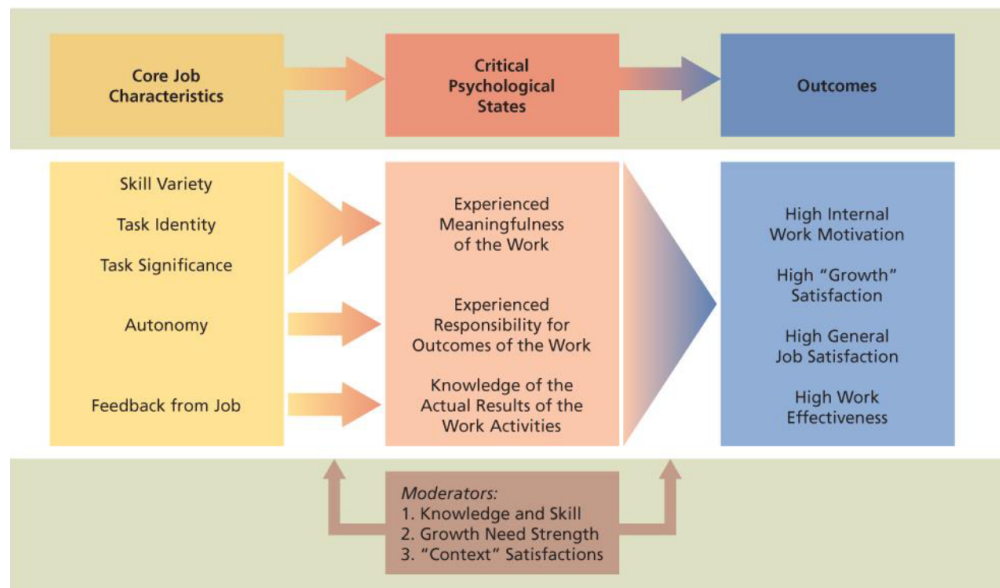 Core Job
Characteristics
Critical
Psychological
States
Outcomes
Skill Variety
Task Identity
Task Significance
Autonomy
Feedback from Job
Experienced
Meaningfulness
of the Work
Experienced
Responsibility for
Outcomes of the Work
Knowledge of the
Actual Results of the
Work Activities
High Internal
Work Motivation
High “Growth”
Satisfaction
High General
Job Satisfaction
High Work
Effectiveness
Moderators:
1. Knowledge and Skill
2. Growth Need Strength
3. “Context” Satisfactions